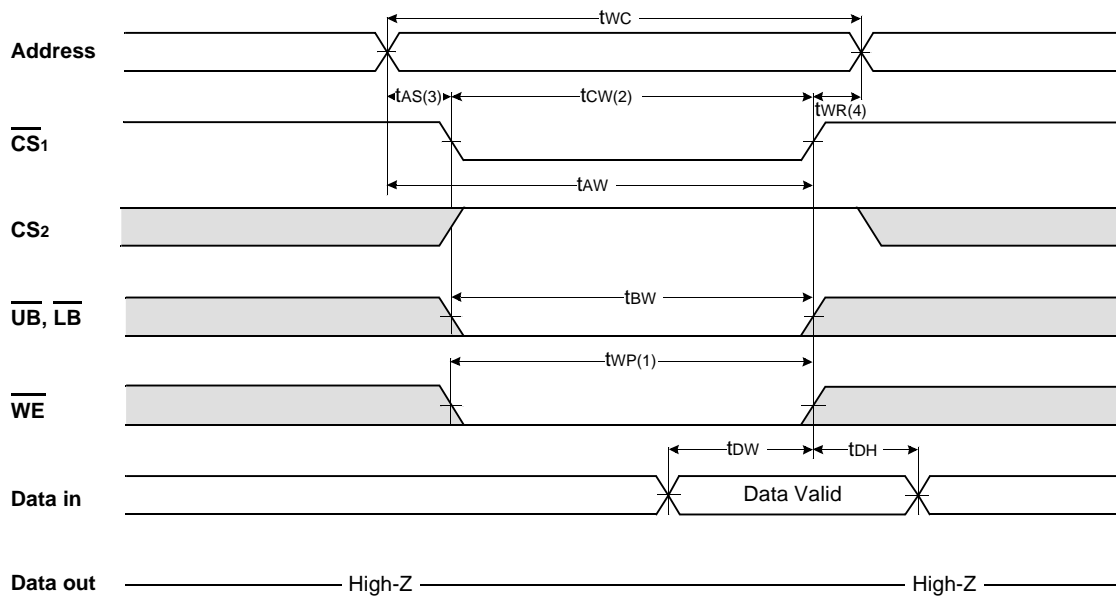 tWC
Address
tAS(3) tCW(2) tWR(4)
CS1
tAW
CS2
tBW
UB, LB
tWP(1)
WE
tDW tDH
Data in Data Valid
Data out High-Z High-Z